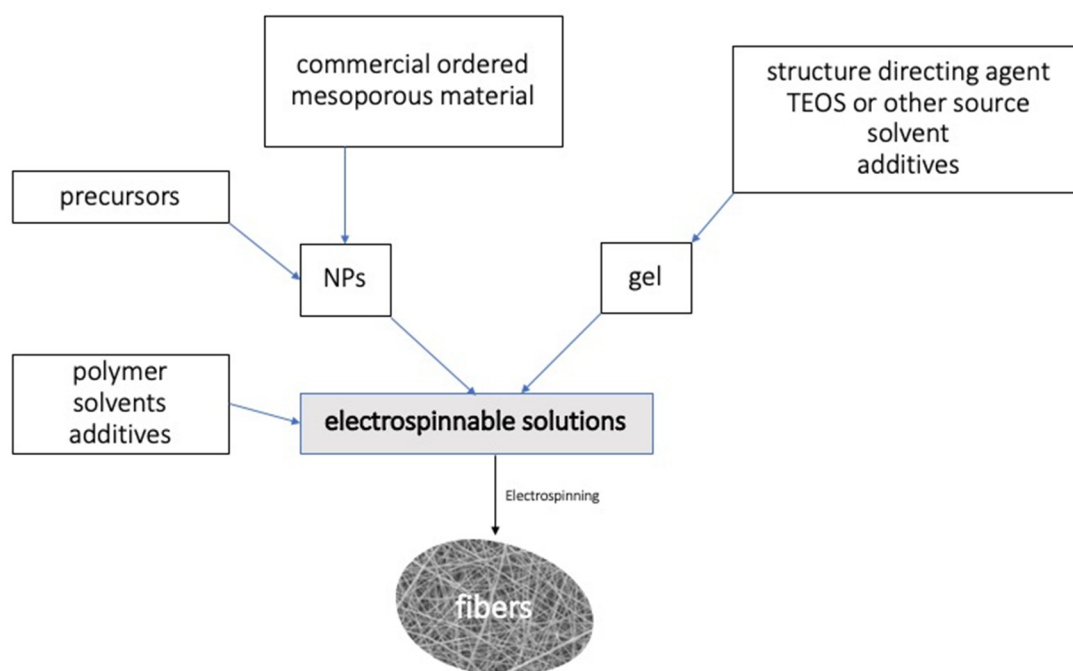 commercial ordered
mesoporous material
structure directing agent
TEOS or other source
solvent
additives
precursors
NPs
gel
polymer
solvents
additives
electrospinnable solutions
Electrospinning
fibers